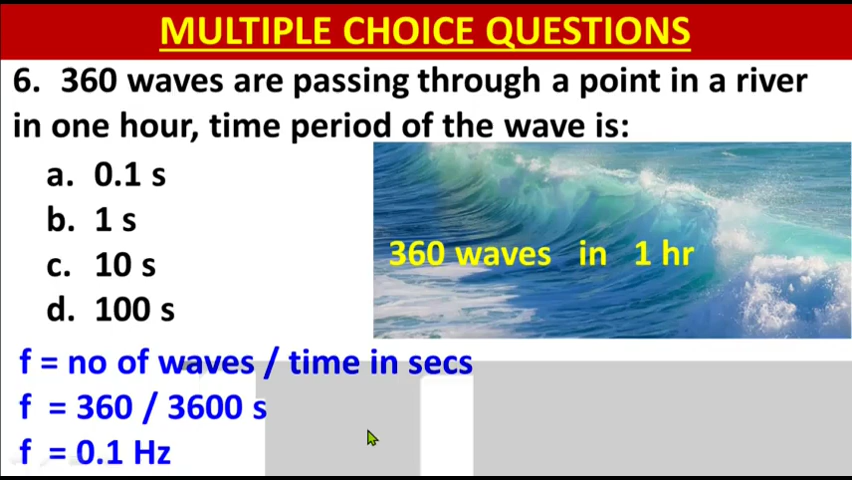 MULTIPLE CHOICE QUESTIONS
6. 360 waves are passing through a point in a river
in one hour, time period of the wave is:
a. 0.1 s
b. 1 s
c. 10 s
d. 100 s
360 waves in 1 hr
f = no of waves / time in secs
f = 360 / 3600 s
f = 0.1 Hz